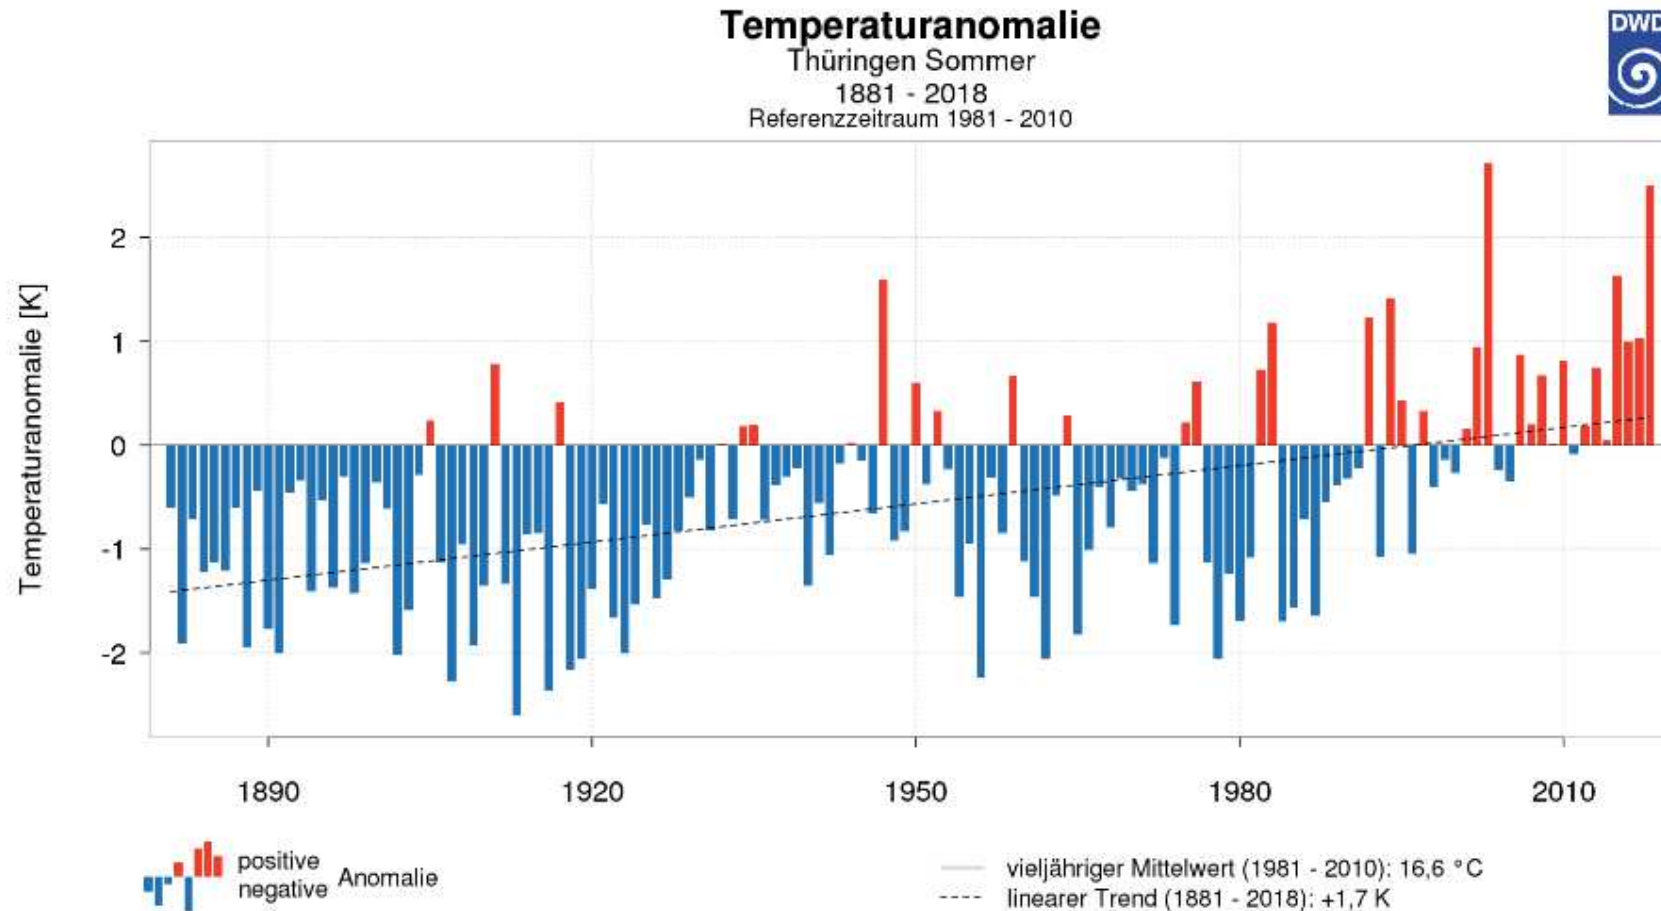 Temperaturanomalie
Thüringen Sommer
1881 - 2018
Referenzzeitraum 1981 - 2010
DWD
Temperaturanomalie [K]
2
1
0
-1
-2
1890
1920
1950
1980
2010
positive
negative
Anomalie
vieljähriger Mittelwert (1981 - 2010): 16,6 °C
linearer Trend (1881 - 2018): +1,7 K